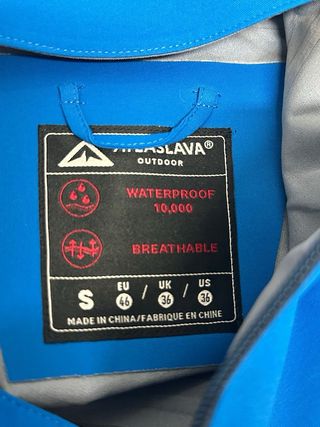 OUTDOOR
WATERPROOF
10,000
BREATHABLE
S EU 46 / UK 36 / US 36
MADE IN CHINA/FABRIQUE EN CHINE